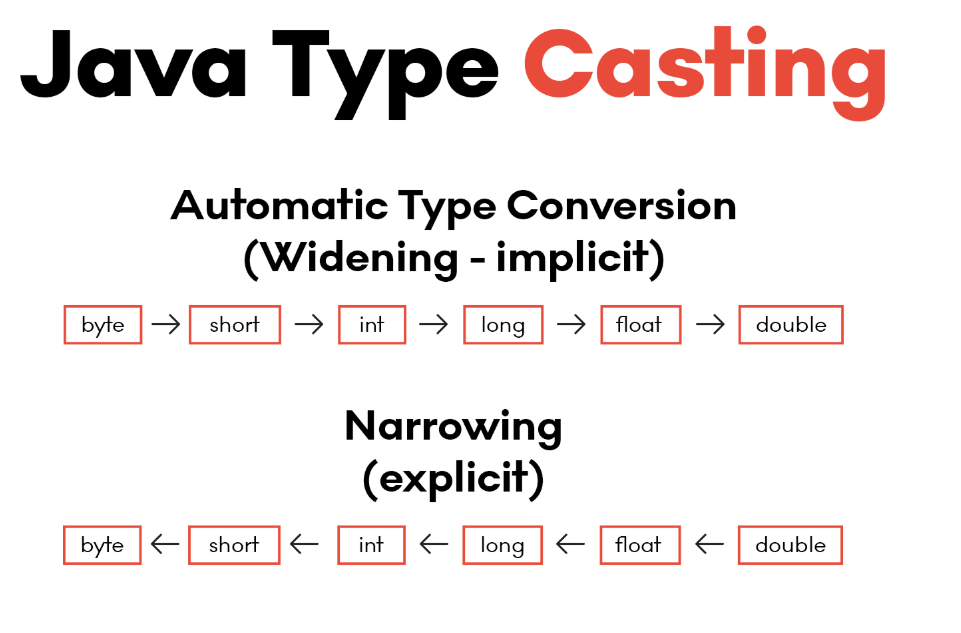 Java Type Casting
Automatic Type Conversion
(Widening - implicit)
byte → short → int → long → float → double
Narrowing
(explicit)
byte ← short ← int ← long ← float ← double